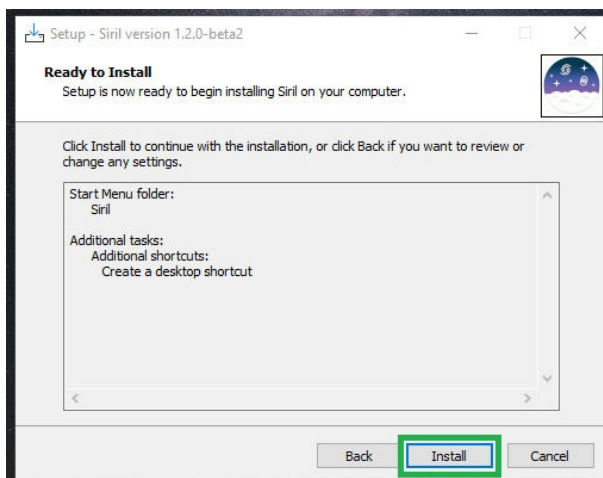 Setup - Siril version 1.2.0-beta2
Ready to Install
Setup is now ready to begin installing Siril on your computer.
Click Install to continue with the installation, or click Back if you want to review or
change any settings.
Start Menu folder:
Siril
Additional tasks:
Additional shortcuts:
Create a desktop shortcut
Back Install Cancel